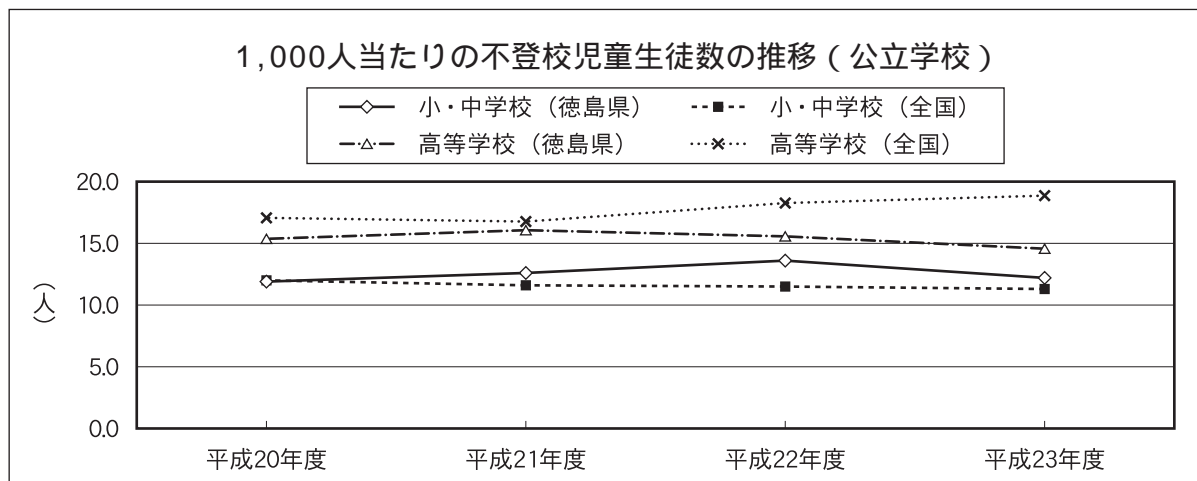 1,000人当たりの不登校児童生徒数の推移（公立学校）
小・中学校（徳島県） 小・中学校（全国）
高等学校（徳島県） 高等学校（全国）
20.0
15.0
10.0
5.0
0.0
（人）
平成20年度 平成21年度 平成22年度 平成23年度